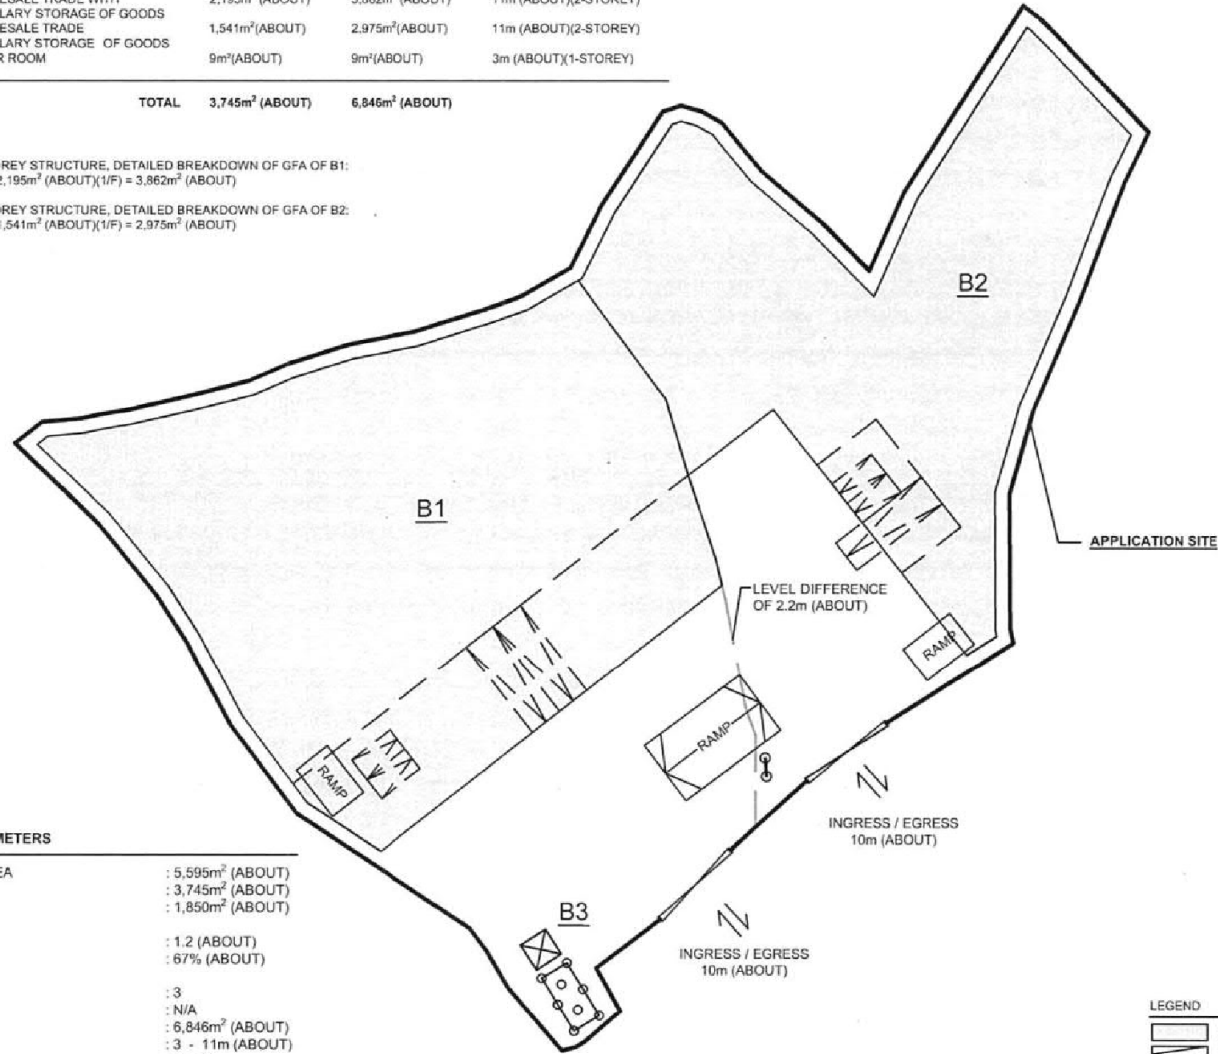 2,195m² (ABOUT) 3,862m² (ABOUT) 11m (ABOUT)(2-STOREY)
LARY STORAGE OF GOODS
ESALE TRADE 1,541m²(ABOUT) 2,975m²(ABOUT) 11m (ABOUT)(2-STOREY)
LARY STORAGE OF GOODS
R ROOM 9m²(ABOUT) 9m²(ABOUT) 3m (ABOUT)(1-STOREY)
TOTAL 3,745m² (ABOUT) 6,846m² (ABOUT)
REY STRUCTURE, DETAILED BREAKDOWN OF GFA OF B1:
2,195m² (ABOUT)(1/F) = 3,862m² (ABOUT)
REY STRUCTURE, DETAILED BREAKDOWN OF GFA OF B2:
1,541m² (ABOUT)(1/F) = 2,975m² (ABOUT)
B2
B1
APPLICATION SITE
LEVEL DIFFERENCE
OF 2.2m (ABOUT)
RAMP
RAMP
RAMP
INGRESS / EGRESS
10m (ABOUT)
METERS
EA : 5,595m² (ABOUT)
: 3,745m² (ABOUT)
: 1,850m² (ABOUT)
: 1.2 (ABOUT)
: 67% (ABOUT)
: 3
: N/A
: 6,846m² (ABOUT)
: 3 - 11m (ABOUT)
B3
INGRESS / EGRESS
10m (ABOUT)
LEGEND